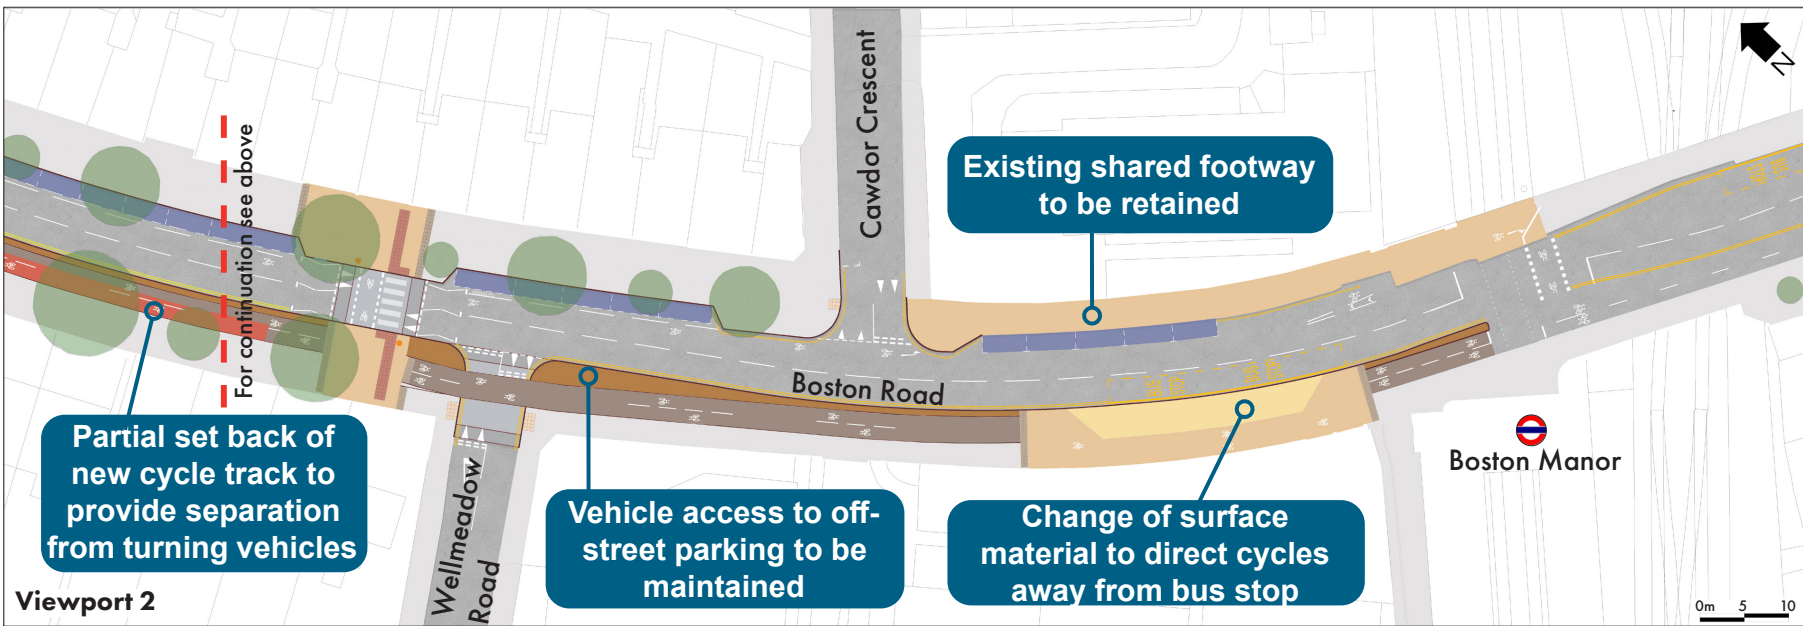 N
For continuation see above
Cawdor Crescent
Existing shared footway
to be retained
Boston Road
Boston Manor
Partial set back of
new cycle track to
provide separation
from turning vehicles
Wellmeadow
Road
Vehicle access to off-
street parking to be
maintained
Change of surface
material to direct cycles
away from bus stop
Viewport 2
0m 5 10